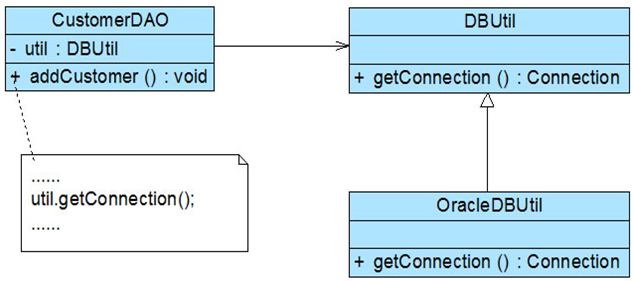 CustomerDAO
- util : DBUtil
+ addCustomer () : void
......
util.getConnection();
......
DBUtil
+ getConnection () : Connection
OracleDBUtil
+ getConnection () : Connection